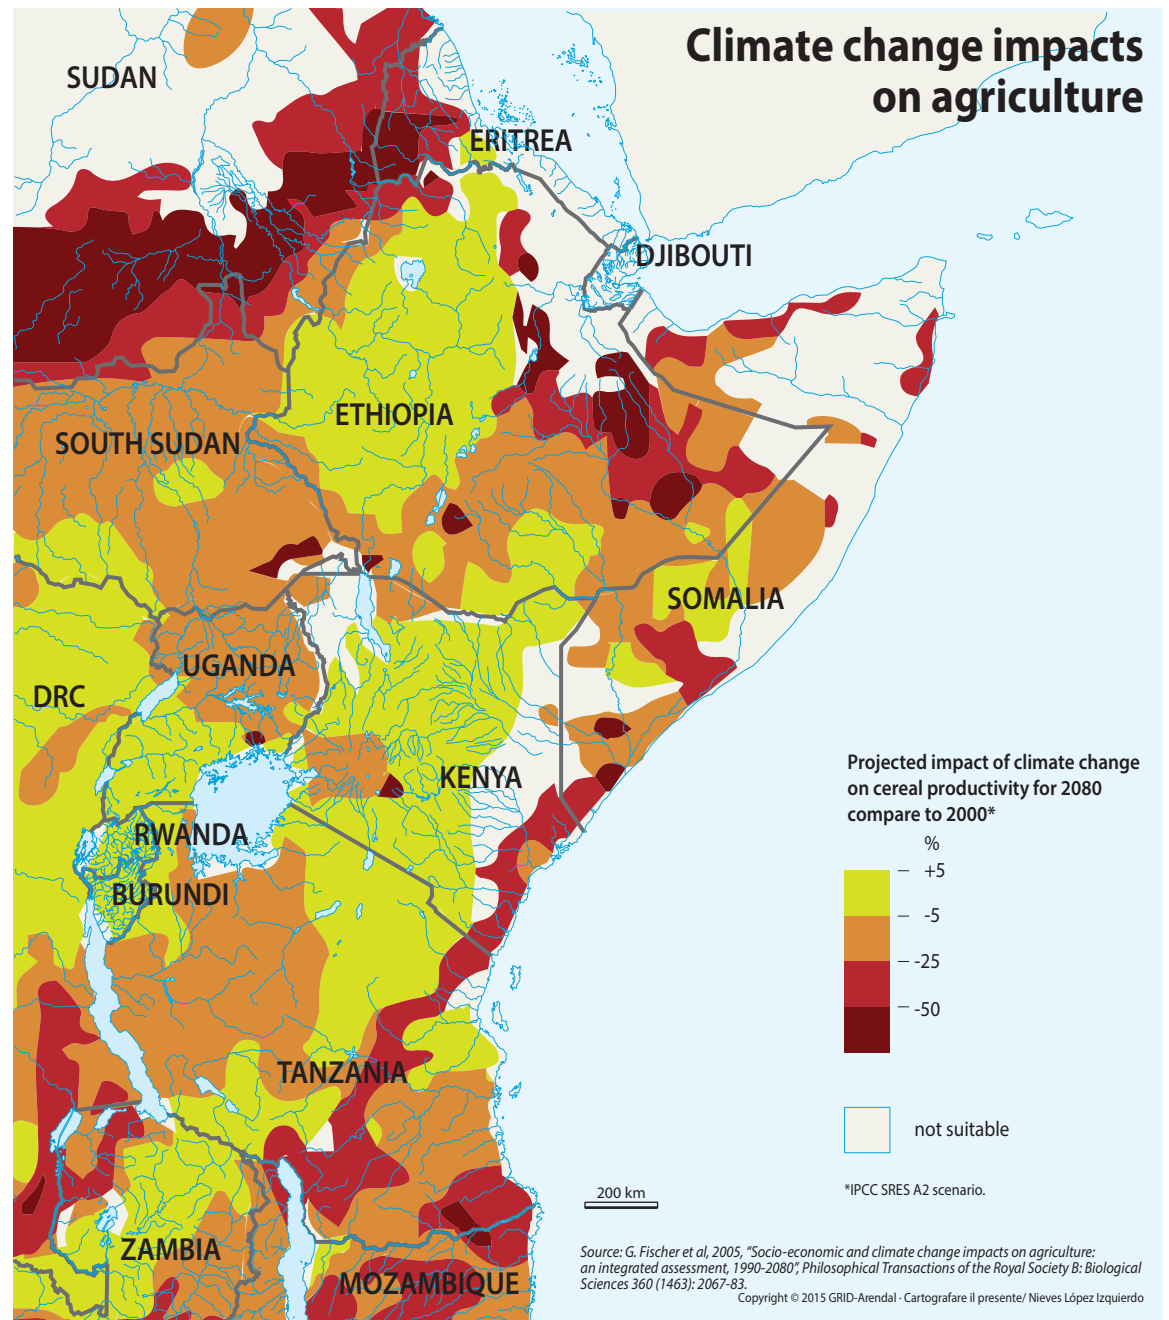 Climate change impacts
on agriculture
SUDAN
ERITREA
DJIBOUTI
ETHIOPIA
SOUTH SUDAN
SOMALIA
UGANDA
DRC
KENYA
RWANDA
BURUNDI
TANZANIA
ZAMBIA
MOZAMBIQUE
Projected impact of climate change
on cereal productivity for 2080
compare to 2000*
%
+5
-5
-25
-50
not suitable
*IPCC SRES A2 scenario.
200 km
Source: G. Fischer et al, 2005, “Socio-economic and climate change impacts on agriculture:
an integrated assessment, 1990-2080”, Philosophical Transactions of the Royal Society B: Biological
Sciences 360 (1463): 2067-83.
Copyright © 2015 GRID-Arendal · Cartografare il presente/ Nieves López Izquierdo